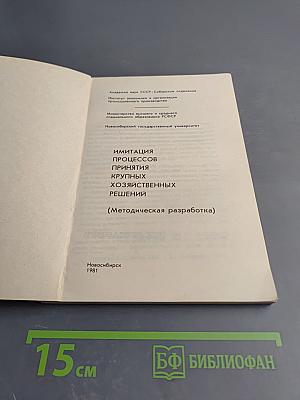 Академия наук СССР · Сибирское отделение
Институт экономики и организации
промышленного производства
Министерство высшего и среднего
специального образования РСФСР
Новосибирский государственный университет
ИМИТАЦИЯ
ПРОЦЕССОВ
ПРИНЯТИЯ
КРУПНЫХ
ХОЗЯЙСТВЕННЫХ
РЕШЕНИЙ
(Методическая разработка)
Новосибирск
1981
15 СМ
БФ БИБЛИОФАН